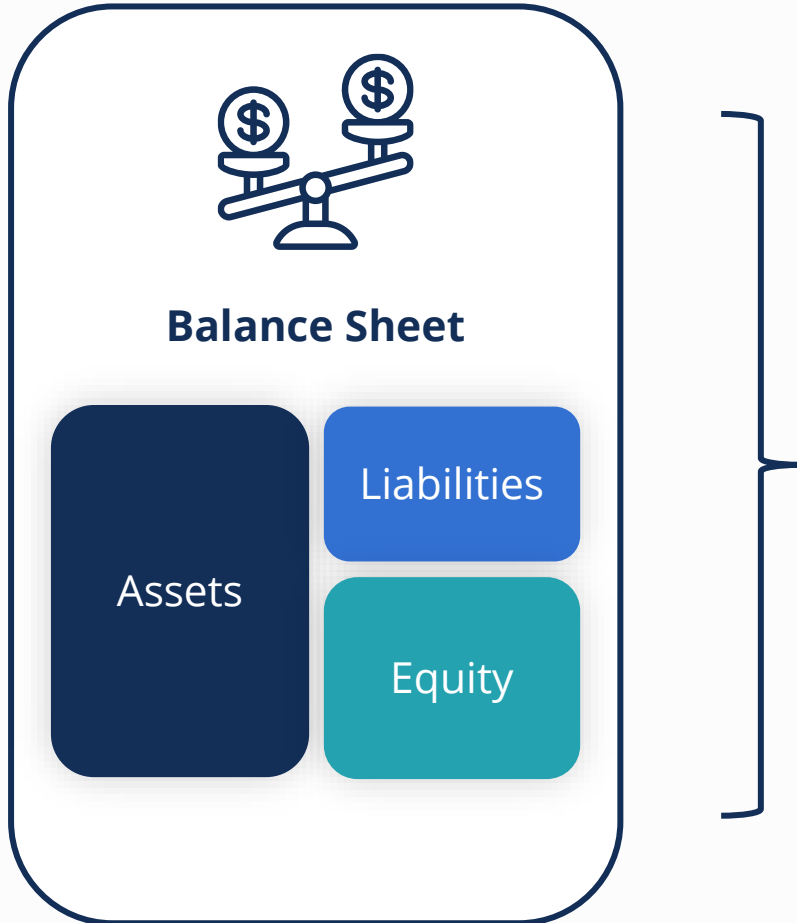 $
$
Balance Sheet
Assets
Liabilities
Equity